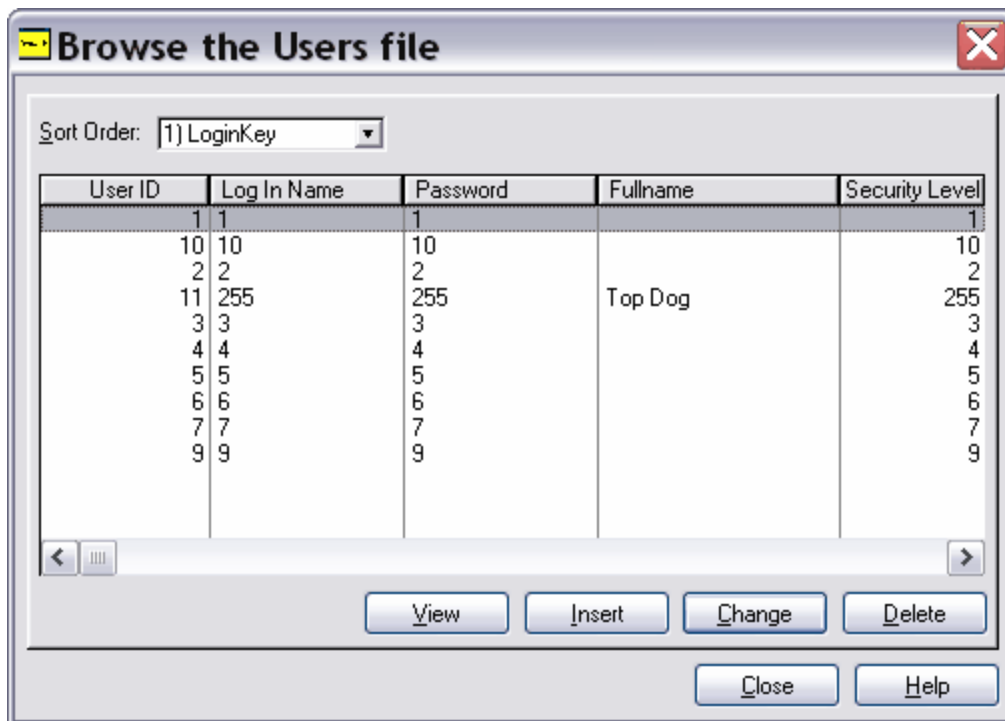 Browse the Users file
Sort Order: 1) LoginKey
User ID Log In Name Password Fullname Security Level
1 1 1 1
10 10 10 10
2 2 2 2
11 255 255 Top Dog 255
3 3 3 3
4 4 4 4
5 5 5 5
6 6 6 6
7 7 7 7
9 9 9 9
View Insert Change Delete
Close Help